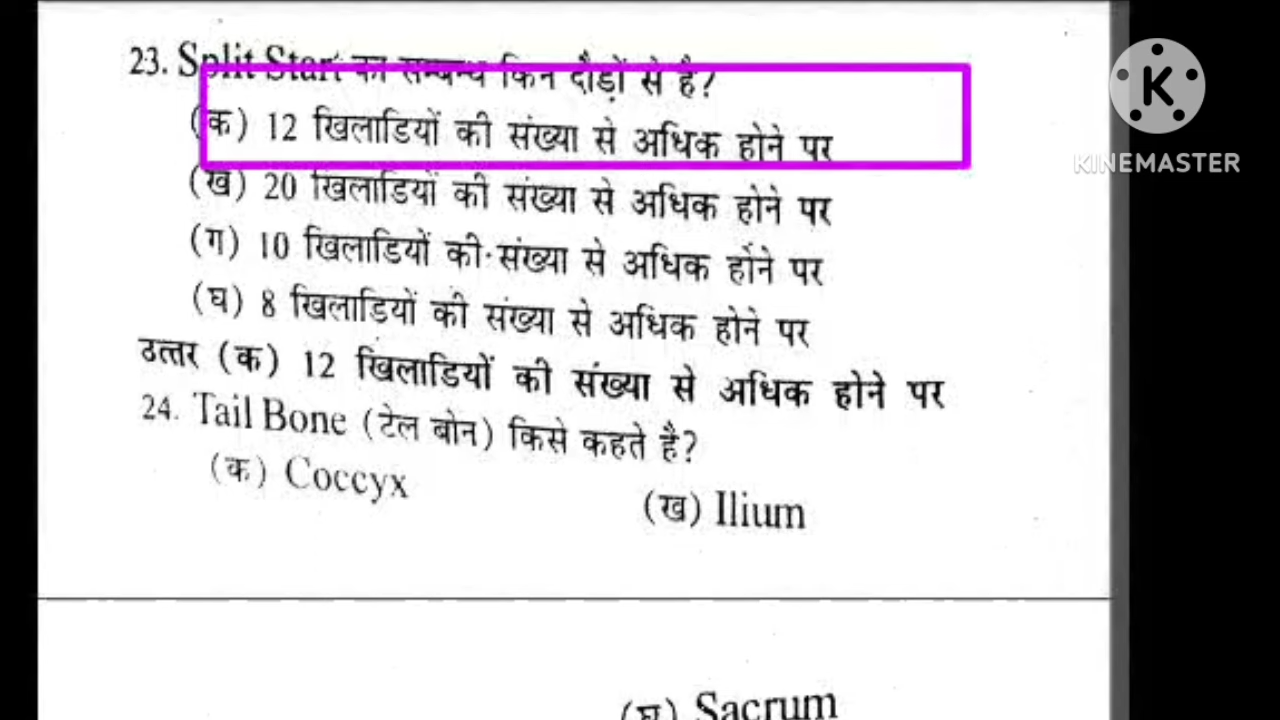 23. Split Start का सम्बन्ध किन दौड़ों से है?
(क) 12 खिलाडियों की संख्या से अधिक होने पर
(ख) 20 खिलाडियों की संख्या से अधिक होने पर
(ग) 10 खिलाडियों की संख्या से अधिक होने पर
(घ) 8 खिलाडियों की संख्या से अधिक होने पर
उत्तर (क) 12 खिलाडियों की संख्या से अधिक होने पर
24. Tail Bone (टेल बोन) किसे कहते है?
(क) Coccyx
(ख) Ilium
(घ) Sacrum
K
KINEMASTER